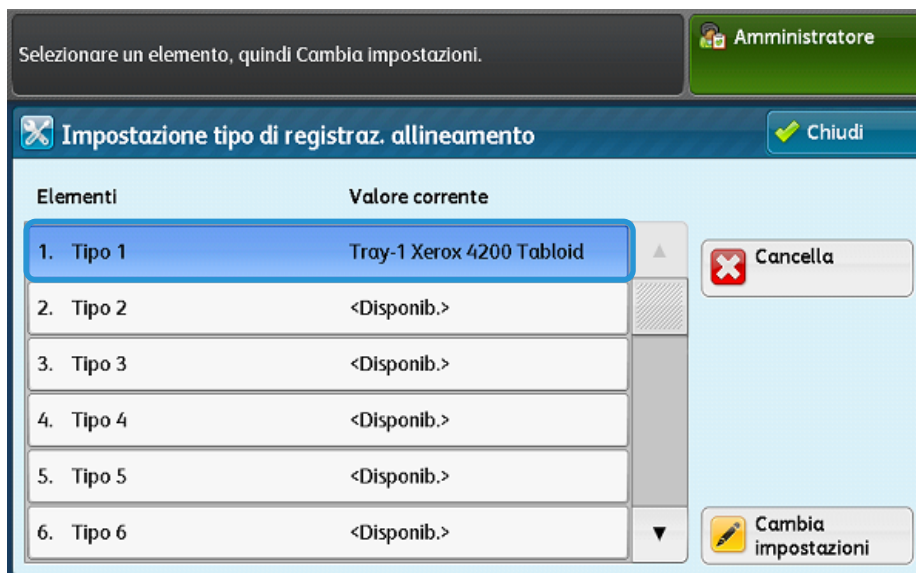 Selezionare un elemento, quindi Cambia impostazioni.
Amministratore
Impostazione tipo di registraz. allineamento
Chiudi
Elementi Valore corrente
1. Tipo 1 Tray-1 Xerox 4200 Tabloid
Cancella
2. Tipo 2 <Disponib.>
3. Tipo 3 <Disponib.>
4. Tipo 4 <Disponib.>
5. Tipo 5 <Disponib.>
6. Tipo 6 <Disponib.>
Cambia
impostazioni